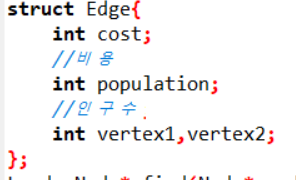 struct Edge{
int cost;
//비 용
int population;
//인 구 수
int vertex1,vertex2;
};